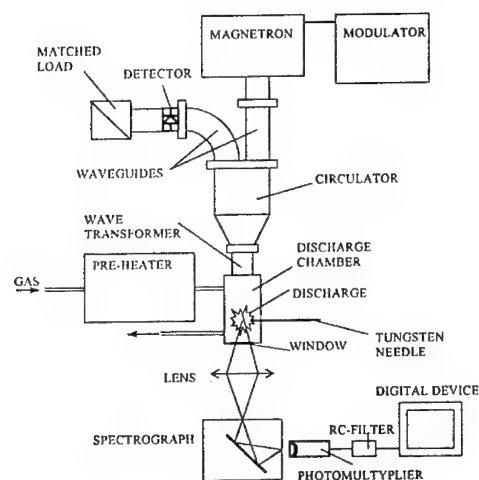 MAGNETRON
MODULATOR
MATCHED
LOAD
DETECTOR
WAVEGUIDES
CIRCULATOR
WAVE
TRANSFORMER
DISCHARGE
CHAMBER
PRE-HEATER
GAS
DISCHARGE
WINDOW
TUNGSTEN
NEEDLE
LENS
DIGITAL DEVICE
RC-FILTER
SPECTROGRAPH
PHOTOMULTYPLIER